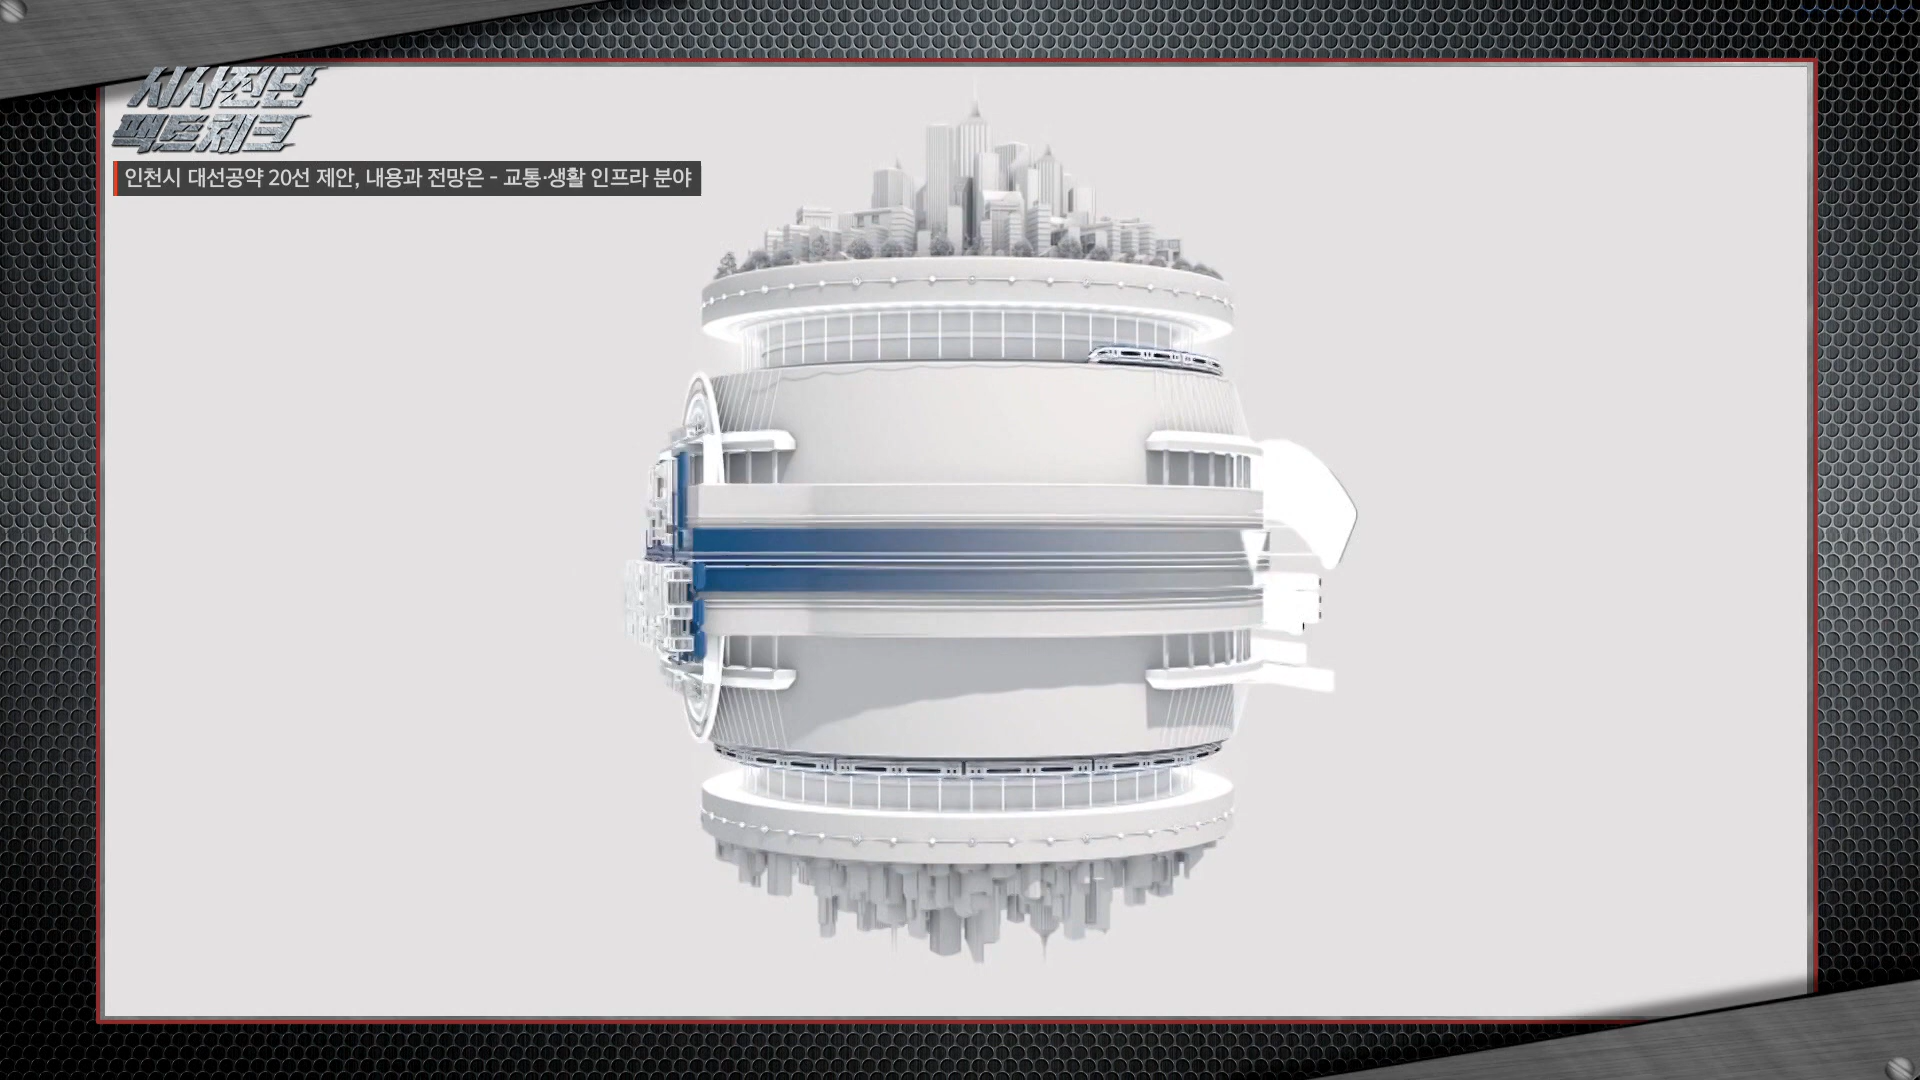 시사진단
팩트체크
인천시 대선공약 20선 제안, 내용과 전망은 - 교통·생활 인프라 분야